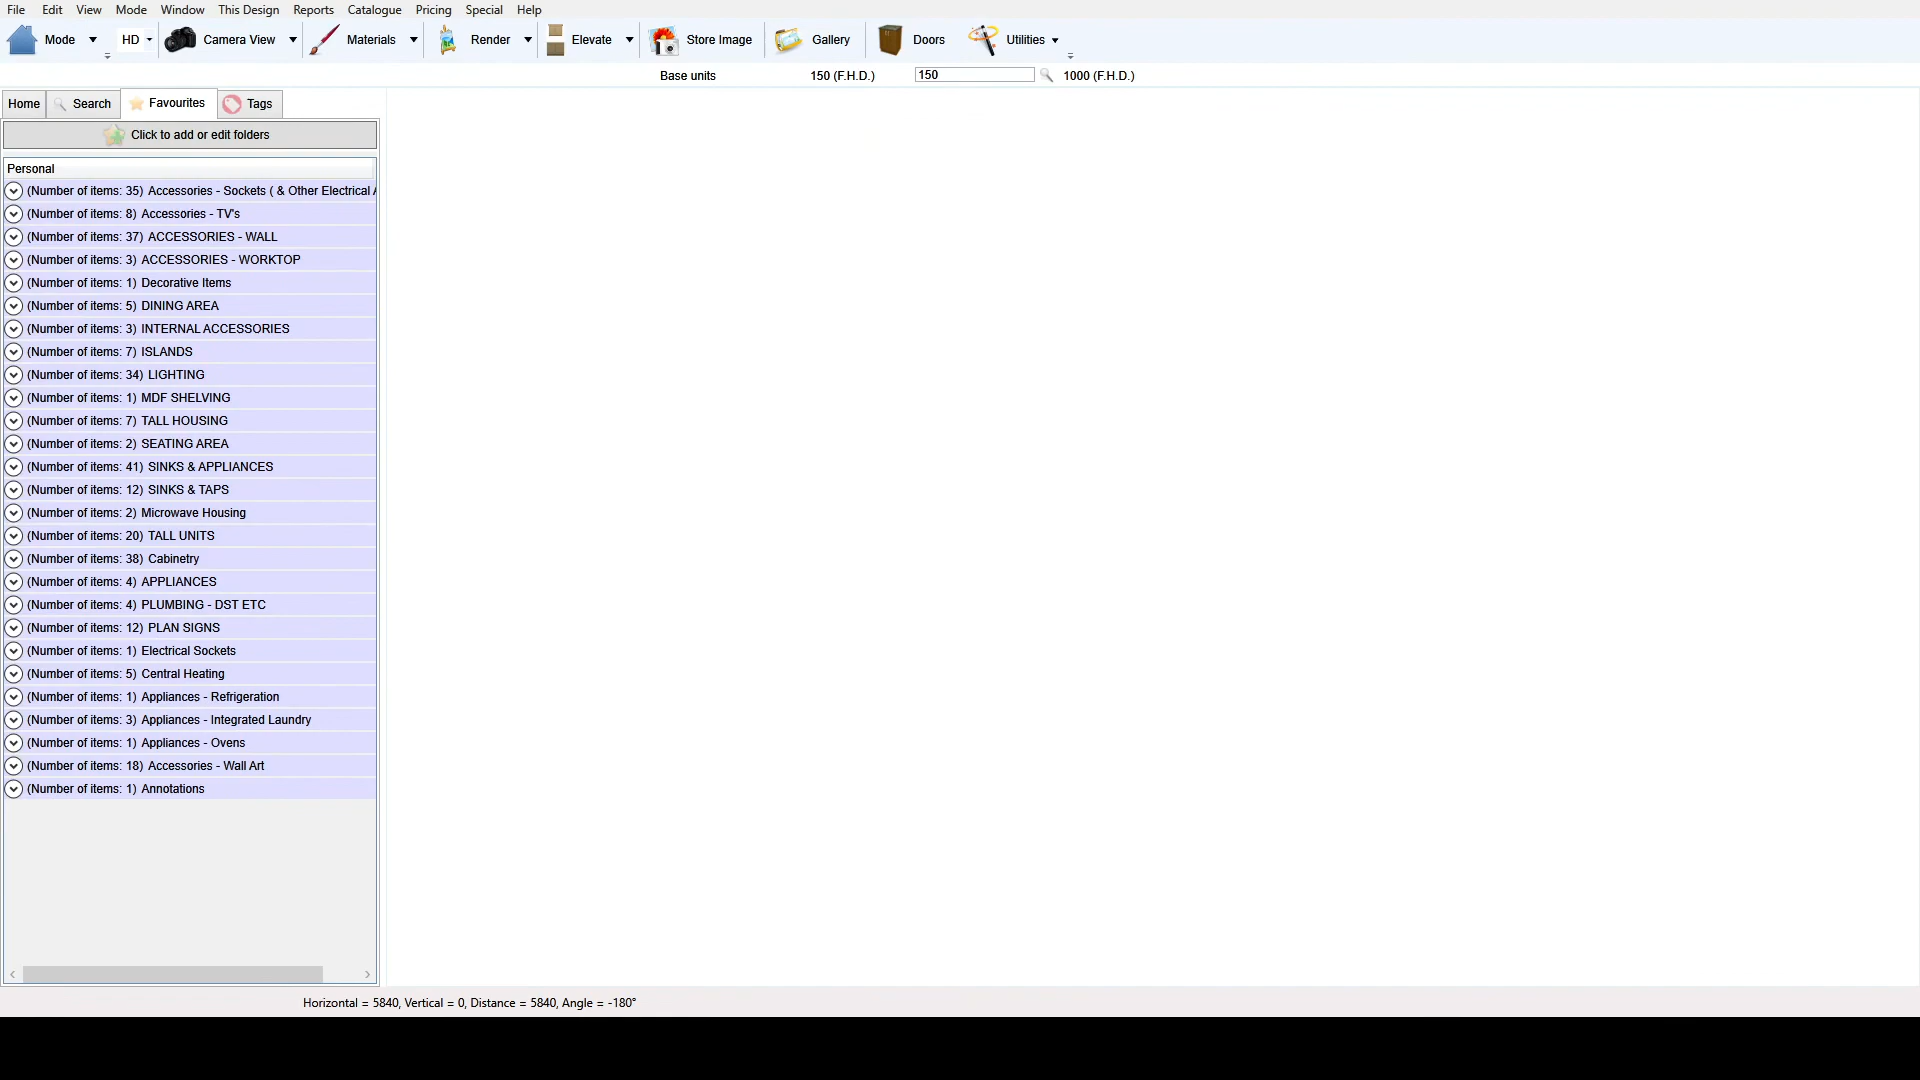 File Edit View Mode Window This Design Reports Catalogue Pricing Special Help
Mode HD Camera View Materials Render Elevate Store Image Gallery Doors Utilities
Base units 150 (F.H.D.) 150 1000 (F.H.D.)
Home Search Favourites Tags
Click to add or edit folders
Personal
(Number of items: 35) Accessories - Sockets ( & Other Electrical
(Number of items: 8) Accessories - TV's
(Number of items: 37) ACCESSORIES - WALL
(Number of items: 3) ACCESSORIES - WORKTOP
(Number of items: 1) Decorative Items
(Number of items: 5) DINING AREA
(Number of items: 3) INTERNAL ACCESSORIES
(Number of items: 7) ISLANDS
(Number of items: 34) LIGHTING
(Number of items: 1) MDF SHELVING
(Number of items: 7) TALL HOUSING
(Number of items: 2) SEATING AREA
(Number of items: 41) SINKS & APPLIANCES
(Number of items: 12) SINKS & TAPS
(Number of items: 2) Microwave Housing
(Number of items: 20) TALL UNITS
(Number of items: 38) Cabinetry
(Number of items: 4) APPLIANCES
(Number of items: 4) PLUMBING - DST ETC
(Number of items: 12) PLAN SIGNS
(Number of items: 1) Electrical Sockets
(Number of items: 5) Central Heating
(Number of items: 1) Appliances - Refrigeration
(Number of items: 3) Appliances - Integrated Laundry
(Number of items: 1) Appliances - Ovens
(Number of items: 18) Accessories - Wall Art
(Number of items: 1) Annotations
Horizontal = 5840, Vertical = 0, Distance = 5840, Angle = -180°